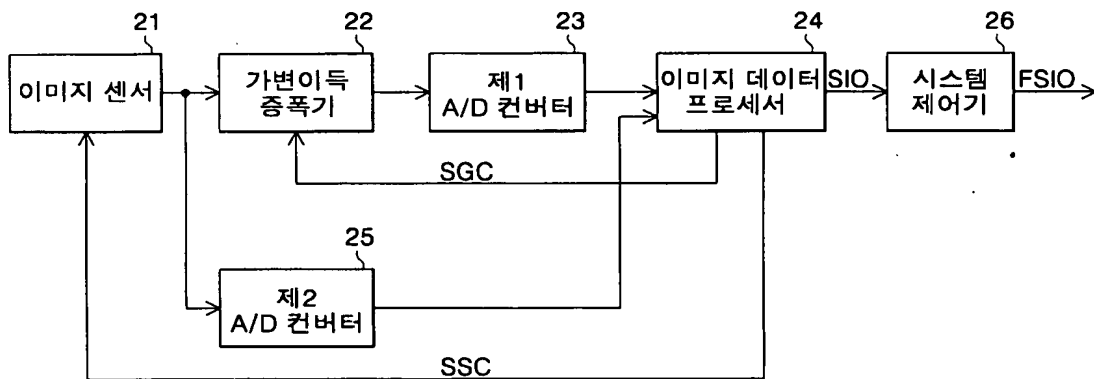 21
이미지 센서
22
가변이득
증폭기
23
제1
A/D 컨버터
24
이미지 데이터
프로세서
SIO
26
시스템
제어기
FSIO
SGC
25
제2
A/D 컨버터
SSC